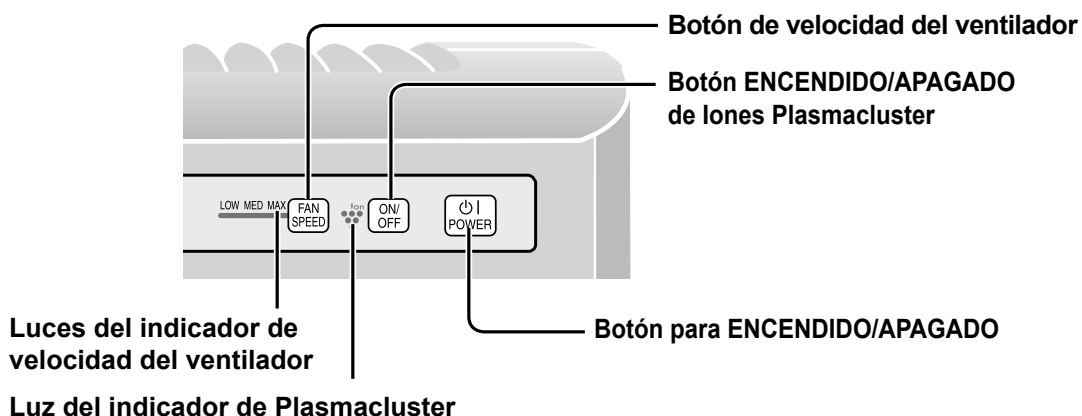 Botón de velocidad del ventilador
Botón ENCENDIDO/APAGADO
de Iones Plasmacluster
LOW MED MAX
FAN
SPEED
Ion
ON/
OFF
POWER
Luces del indicador de
velocidad del ventilador
Botón para ENCENDIDO/APAGADO
Luz del indicador de Plasmacluster